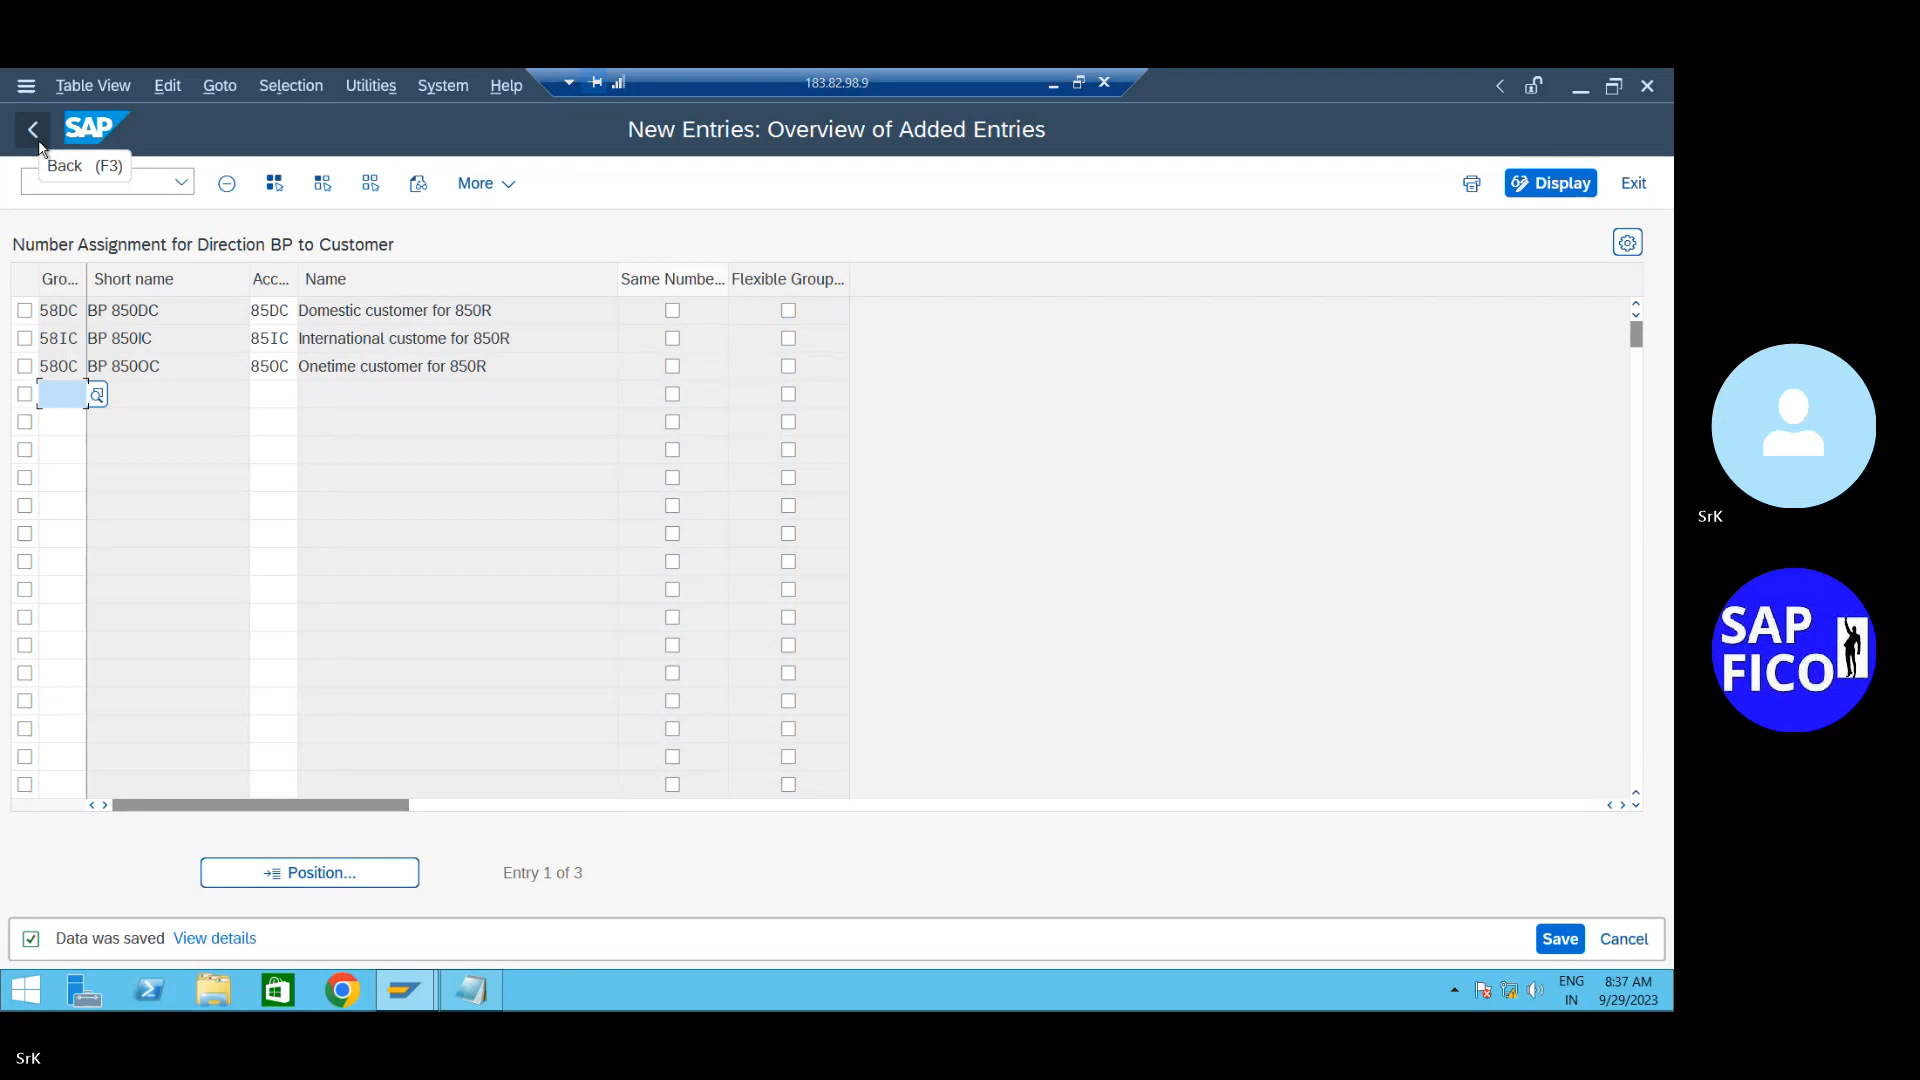 Table View Edit Goto Selection Utilities System Help 183.82.98.9
SAP New Entries: Overview of Added Entries
Back (F3)
More Display Exit
Number Assignment for Direction BP to Customer
Gro... Short name Acc... Name Same Numbe... Flexible Group...
58DC BP 850DC 85DC Domestic customer for 850R
58IC BP 850IC 85IC International custome for 850R
58OC BP 850OC 85OC Onetime customer for 850R
Position... Entry 1 of 3
Data was saved View details Save Cancel
ENG 8:37 AM
IN 9/29/2023
SrK
SAP
FICO
SrK